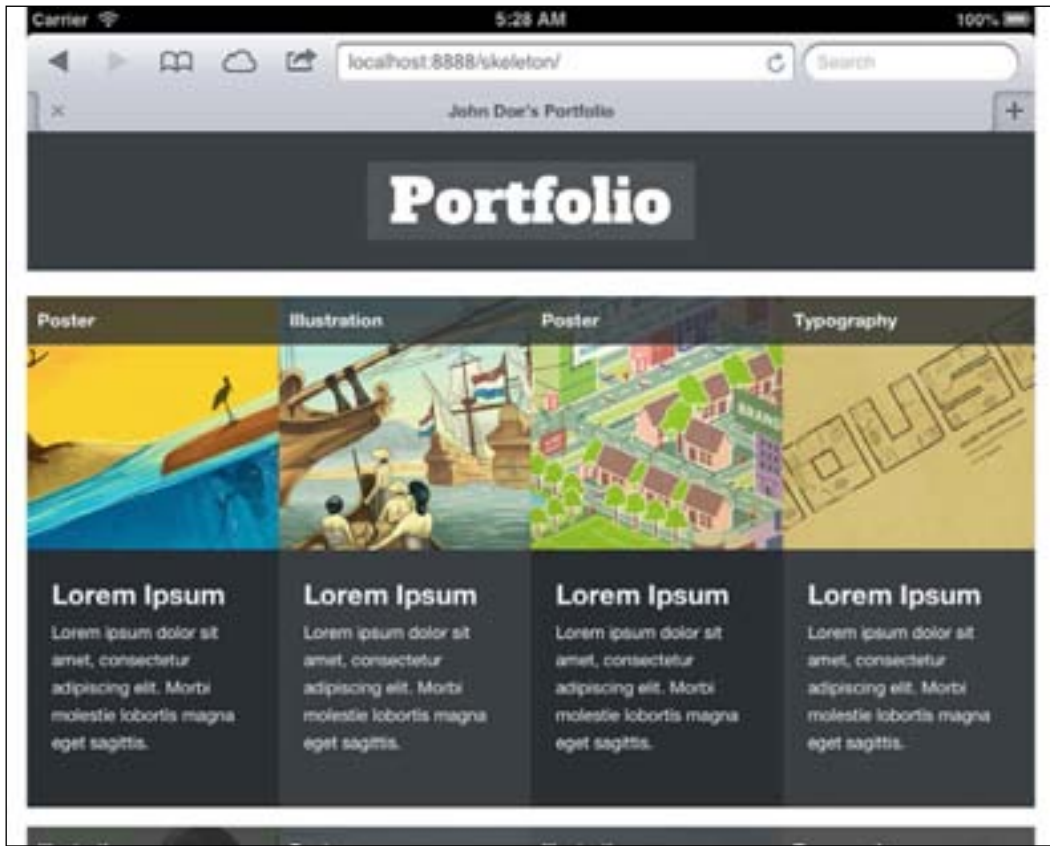 Carrier
5:28 AM
100%
localhost:8888/skeleton/
Search
John Doe's Portfolio
Portfolio
Poster
Illustration
Poster
Typography
Lorem Ipsum
Lorem ipsum dolor sit
amet, consectetur
adipiscing elit. Morbi
molestie lobortis magna
eget sagittis.
Lorem Ipsum
Lorem ipsum dolor sit
amet, consectetur
adipiscing elit. Morbi
molestie lobortis magna
eget sagittis.
Lorem Ipsum
Lorem ipsum dolor sit
amet, consectetur
adipiscing elit. Morbi
molestie lobortis magna
eget sagittis.
Lorem Ipsum
Lorem ipsum dolor sit
amet, consectetur
adipiscing elit. Morbi
molestie lobortis magna
eget sagittis.